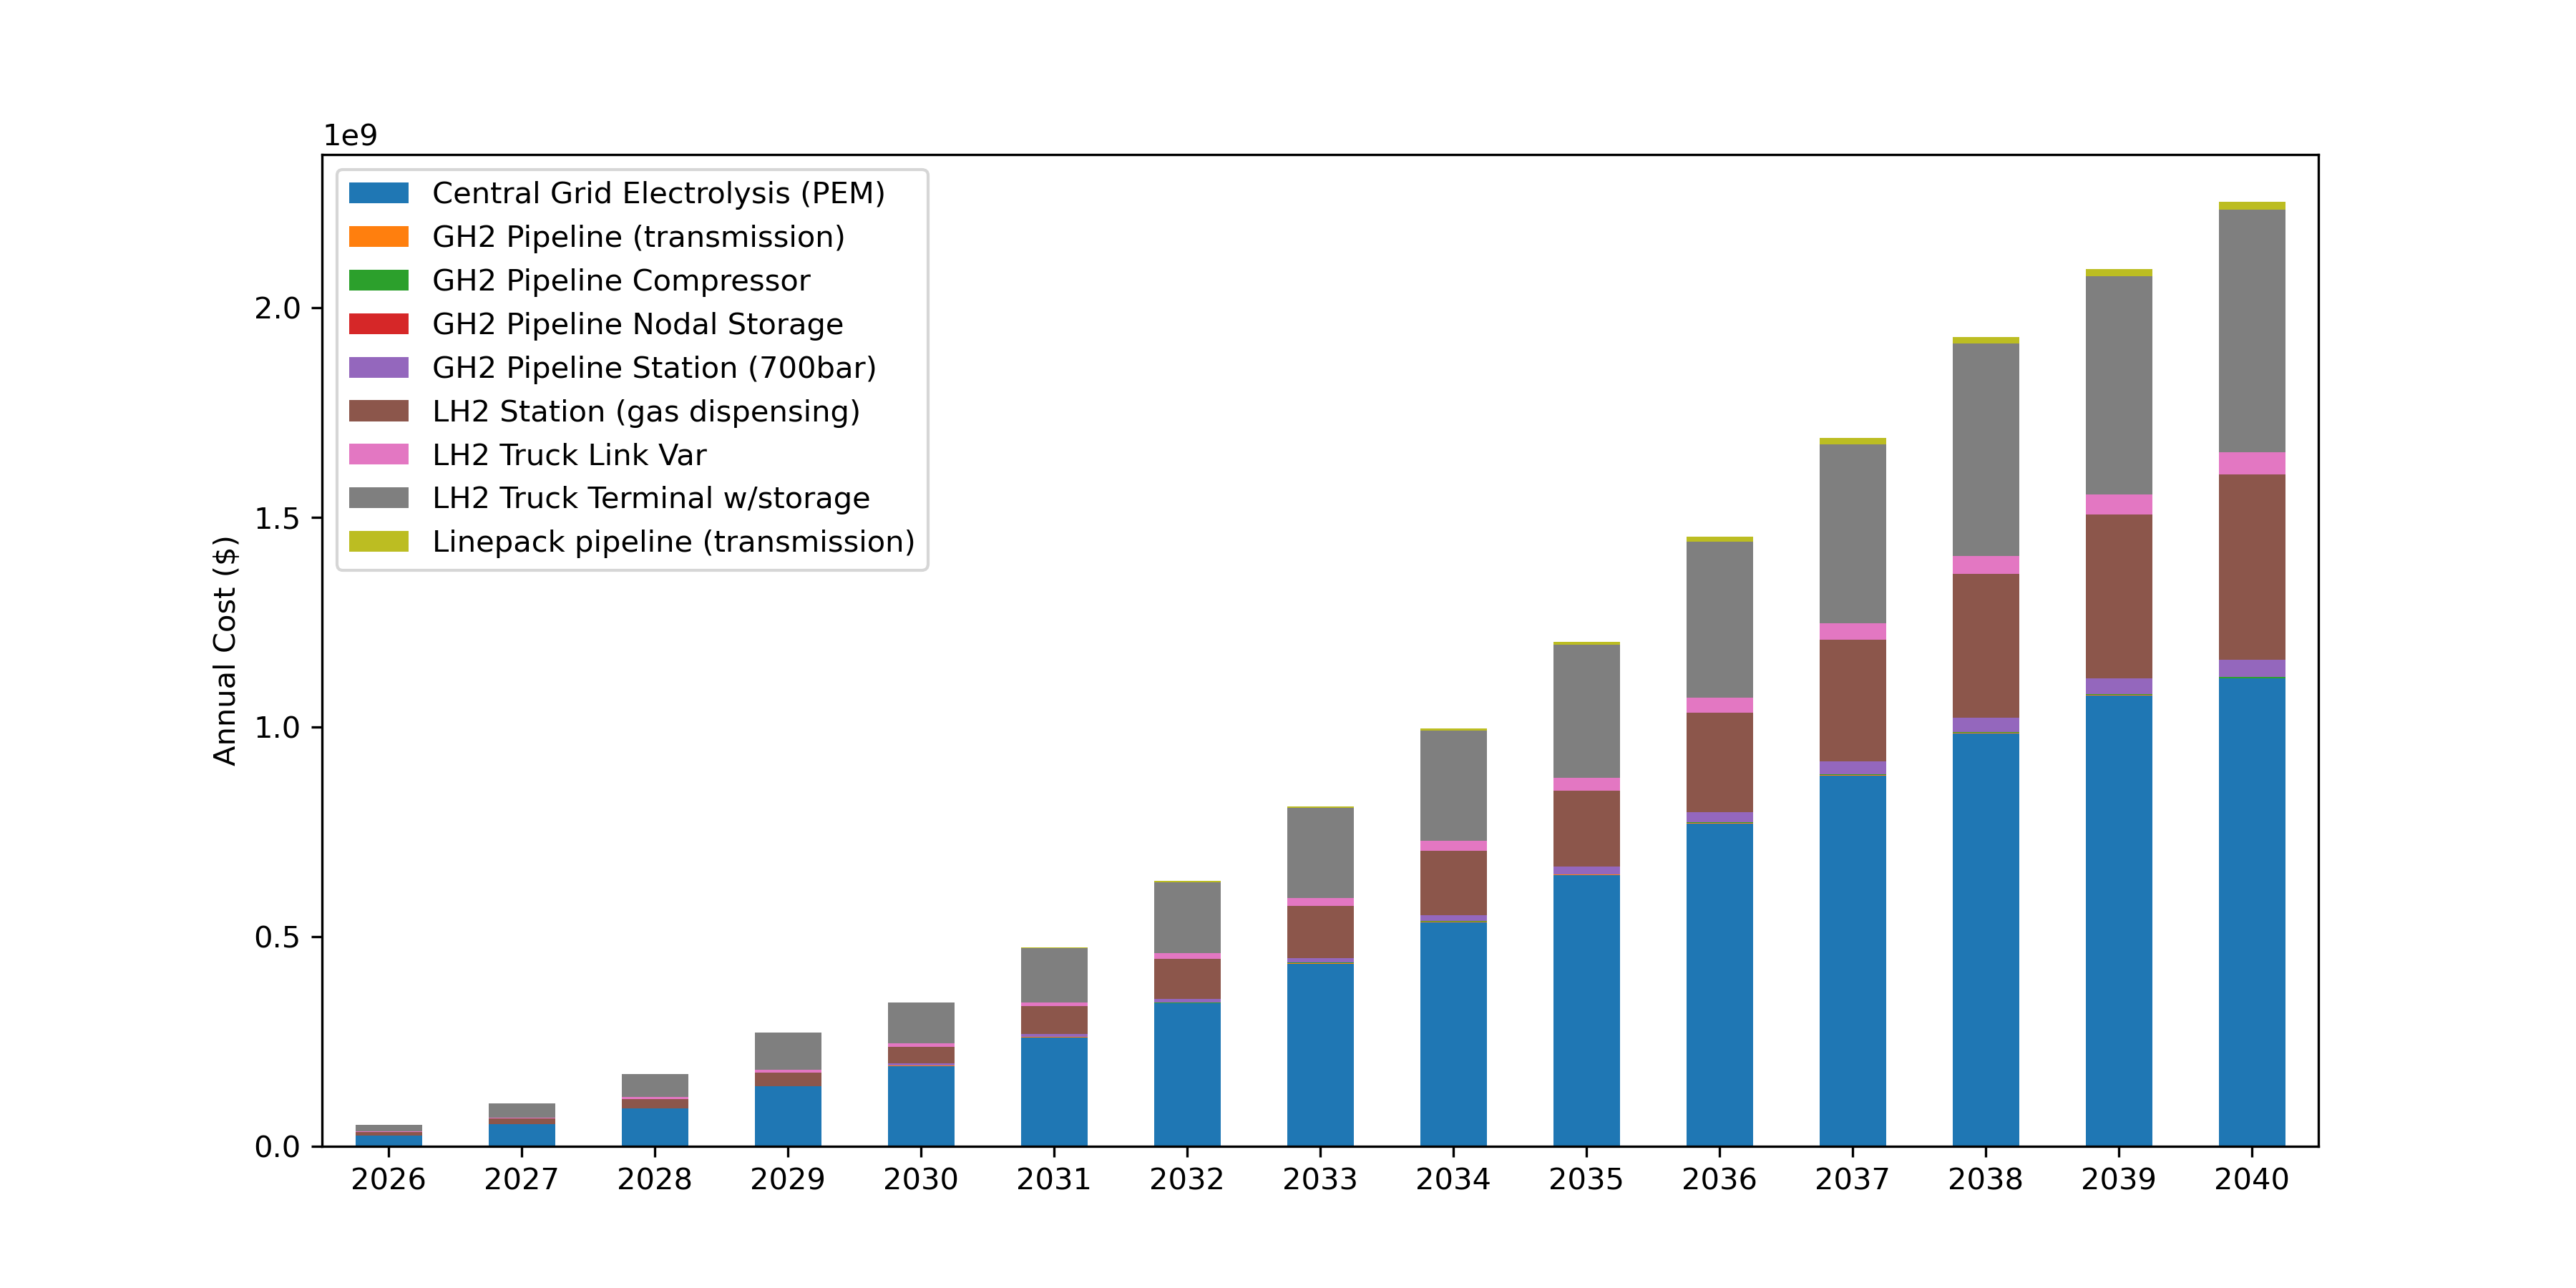 1e9
Central Grid Electrolysis (PEM)
GH2 Pipeline (transmission)
GH2 Pipeline Compressor
GH2 Pipeline Nodal Storage
GH2 Pipeline Station (700bar)
LH2 Station (gas dispensing)
LH2 Truck Link Var
LH2 Truck Terminal w/storage
Linepack pipeline (transmission)
2.0
1.5
1.0
0.5
0.0
Annual Cost ($)
2026 2027 2028 2029 2030 2031 2032 2033 2034 2035 2036 2037 2038 2039 2040